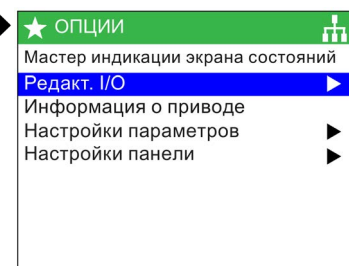 ОПЦИИ
Мастер индикации экрана состояний
Редакт. I/O
Информация о приводе
Настройки параметров
Настройки панели